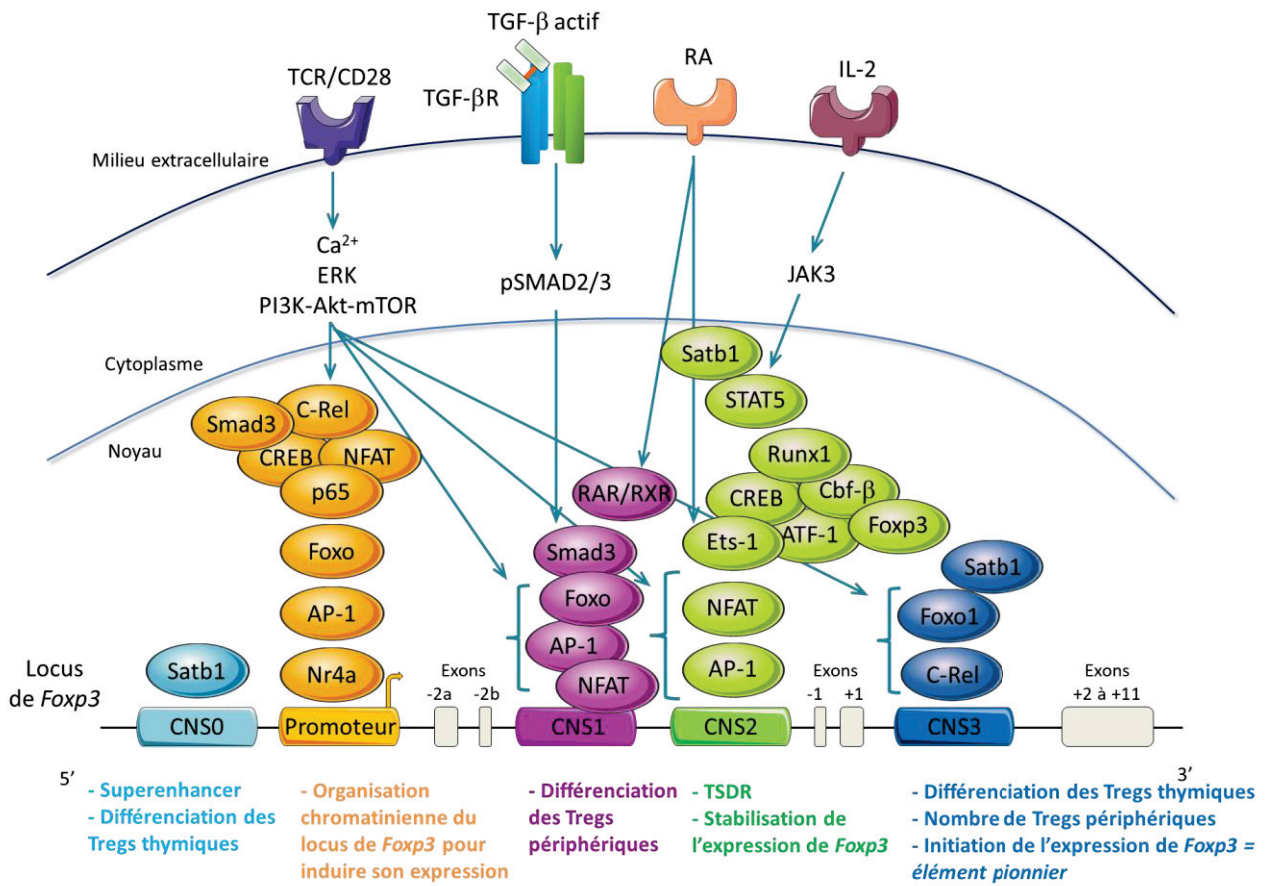 TGF-β actif
TCR/CD28
TGF-βR
RA
IL-2
Milieu extracellulaire
Ca²⁺
ERK
PI3K-Akt-mTOR
pSMAD2/3
JAK3
Cytoplasme
Noyau
Satb1
STAT5
C-Rel
Smad3
CREB
NFAT
p65
Foxo
AP-1
Nr4a
Runx1
RAR/RXR
CREB
Cbf-β
Ets-1
ATF-1
Foxp3
Smad3
Foxo
AP-1
NFAT
NFAT
AP-1
Satb1
Foxo1
C-Rel
Locus
de Foxp3
Satb1
Exons
-2a
-2b
Exons
-1
+1
Exons
+2 à +11
CNS0
Promoteur
CNS1
CNS2
CNS3
5’
3’
- Superenhancer
- Différenciation des
Tregs thymiques
- Organisation
chromatinienne du
locus de Foxp3 pour
induire son expression
- Différenciation
des Tregs
périphériques
- TSDR
- Stabilisation de
l’expression de Foxp3
- Différenciation des Tregs thymiques
- Nombre de Tregs périphériques
- Initiation de l’expression de Foxp3 =
élément pionnier